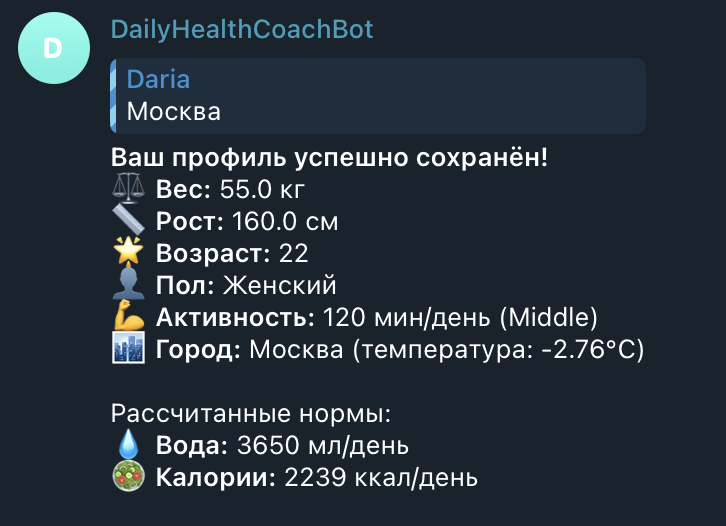 D
DailyHealthCoachBot
Daria
Москва
Ваш профиль успешно сохранён!
⚖️ Вес: 55.0 кг
📏 Рост: 160.0 см
🌟 Возраст: 22
👤 Пол: Женский
💪 Активность: 120 мин/день (Middle)
🏙️ Город: Москва (температура: -2.76°C)
Рассчитанные нормы:
💧 Вода: 3650 мл/день
🥗 Калории: 2239 ккал/день